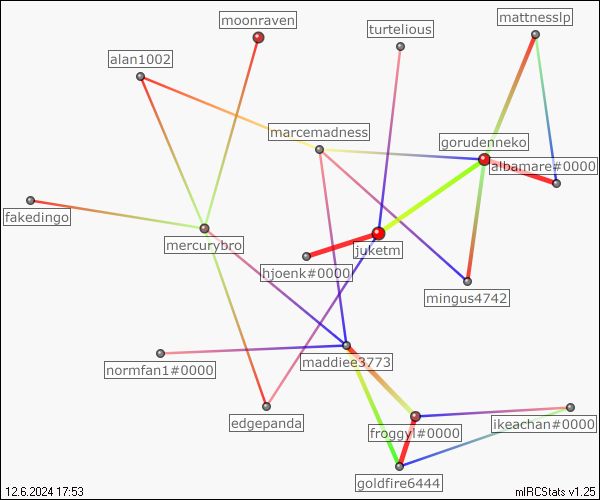 moonraven
mattnesslp
turtelious
alan1002
marcemadness
gorudenneko
albamare#0000
fakedingo
mercurybro
juketm
hjoenk#0000
mingus4742
maddiee3773
normfan1#0000
edgepanda
froggyl#0000
ikeachan#0000
goldfire6444
12.6.2024 17:53
mIRCStats v1.25